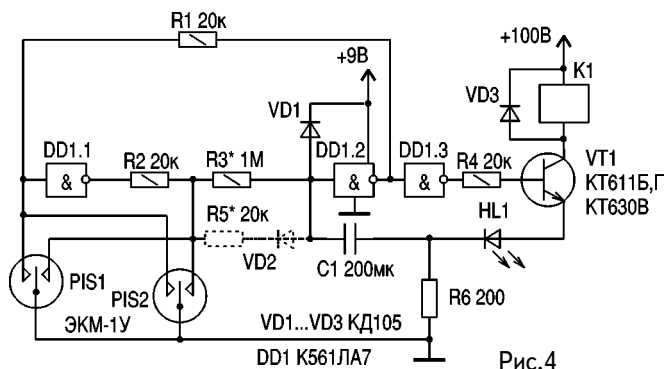 R1 20к
+100В
+9В
K1
VD1
VD3
DD1.1
R2 20к
R3* 1М
DD1.2
DD1.3
R4 20к
VT1
&
&
&
КТ611Б,Г
КТ630В
R5* 20к
HL1
VD2
C1 200мк
PIS1
PIS2
R6 200
ЭКМ-1У
VD1...VD3 КД105
DD1 К561ЛА7
Рис.4